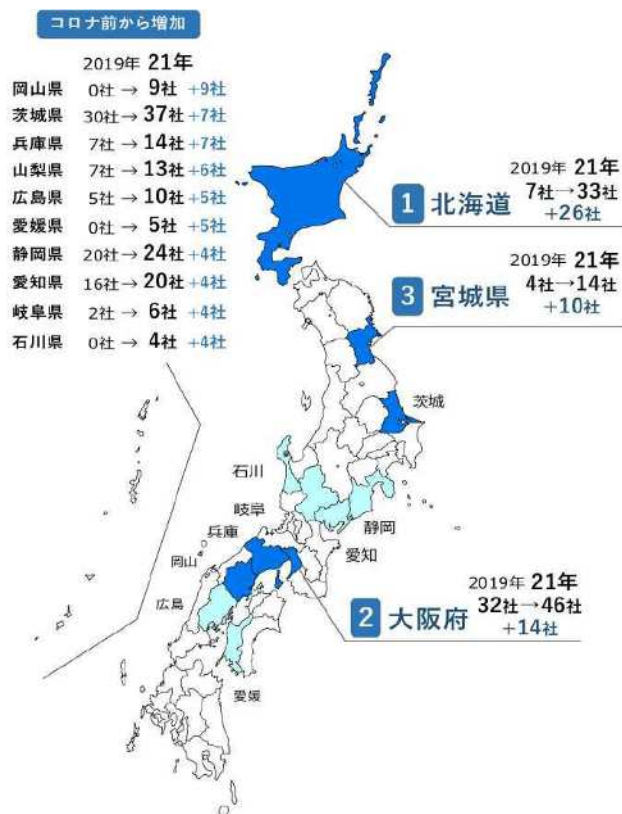 コロナ前から増加
2019年 21年
岡山県 0社 → 9社 +9社
茨城県 30社 → 37社 +7社
兵庫県 7社 → 14社 +7社
山梨県 7社 → 13社 +6社
広島県 5社 → 10社 +5社
愛媛県 0社 → 5社 +5社
静岡県 20社 → 24社 +4社
愛知県 16社 → 20社 +4社
岐阜県 2社 → 6社 +4社
石川県 0社 → 4社 +4社
2019年 21年
1 北海道 7社→33社
+26社
2019年 21年
3 宮城県 4社→14社
+10社
茨城
石川
岐阜
静岡
兵庫
愛知
岡山
広島
2019年 21年
2 大阪府 32社→46社
+14社
愛媛